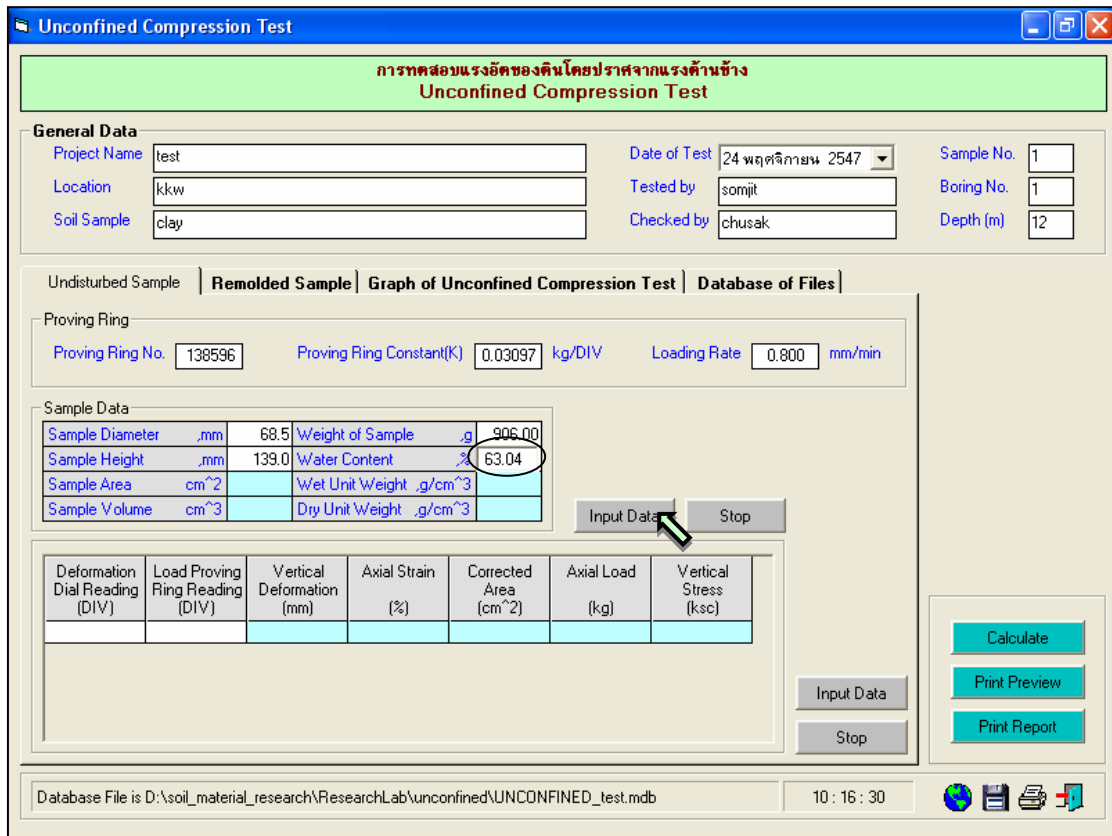 Unconfined Compression Test
การทดสอบแรงอัดของดินโดยปราศจากแรงด้านข้าง
Unconfined Compression Test
General Data
Project Name test Date of Test 24 พฤศจิกายน 2547 Sample No. 1
Location kkw Tested by somjit Boring No. 1
Soil Sample clay Checked by chusak Depth (m) 12
Undisturbed Sample Remolded Sample Graph of Unconfined Compression Test Database of Files
Proving Ring
Proving Ring No. 138596 Proving Ring Constant(K) 0.03097 kg/DIV Loading Rate 0.800 mm/min
Sample Data
Sample Diameter ,mm 68.5 Weight of Sample ,g 906.00
Sample Height ,mm 139.0 Water Content ,% 63.04
Sample Area cm^2 Wet Unit Weight ,g/cm^3
Sample Volume cm^3 Dry Unit Weight ,g/cm^3
Input Data Stop
Deformation Dial Reading (DIV) Load Proving Ring Reading (DIV) Vertical Deformation (mm) Axial Strain (%) Corrected Area (cm^2) Axial Load (kg) Vertical Stress (ksc)
Calculate
Input Data Print Preview
Stop Print Report
Database File is D:\soil_material_research\ResearchLab\unconfined\UNCONFINED_test.mdb 10 : 16 : 30